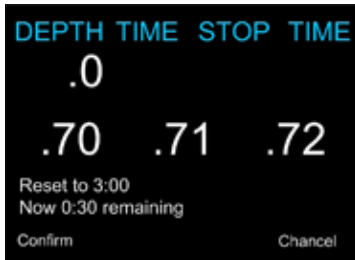 DEPTH TIME STOP TIME
.0
.70 .71 .72
Reset to 3:00
Now 0:30 remaining
Confirm Chancel